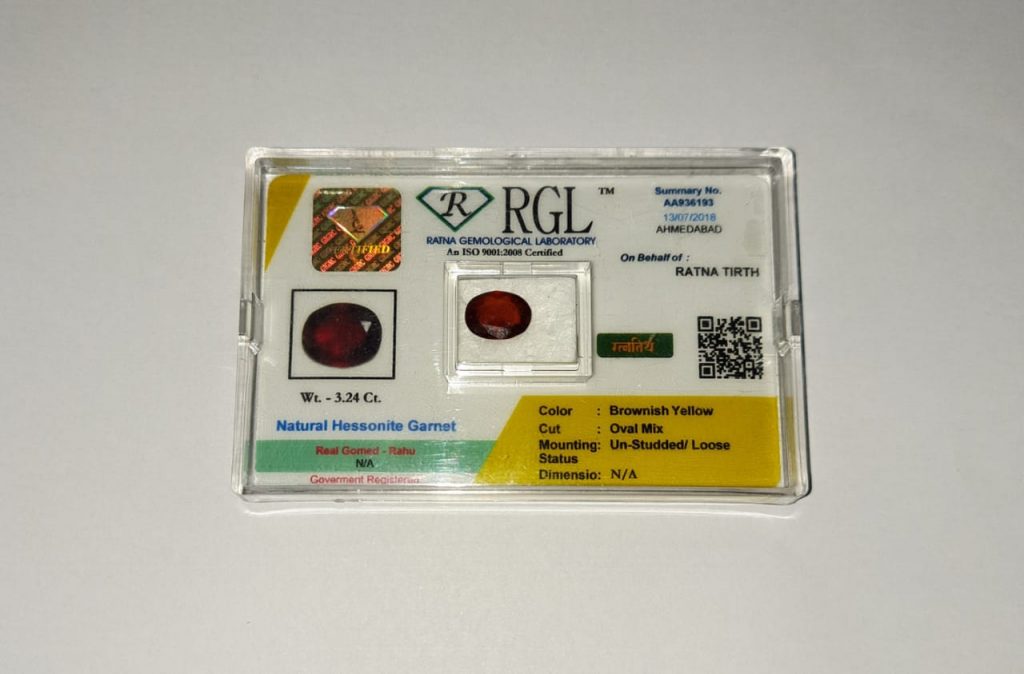 CERTIFIED
R
RGL ™
RATNA GEMOLOGICAL LABORATORY
An ISO 9001:2008 Certified
Summary No.
AA936193
13/07/2018
AHMEDABAD
On Behalf of :
RATNA TIRTH
रत्नतिर्थ
Wt. - 3.24 Ct.
Natural Hessonite Garnet
Real Gomed - Rahu
N/A
Goverment Registered
Color : Brownish Yellow
Cut : Oval Mix
Mounting: Un-Studded/ Loose
Status
Dimensio: N/A